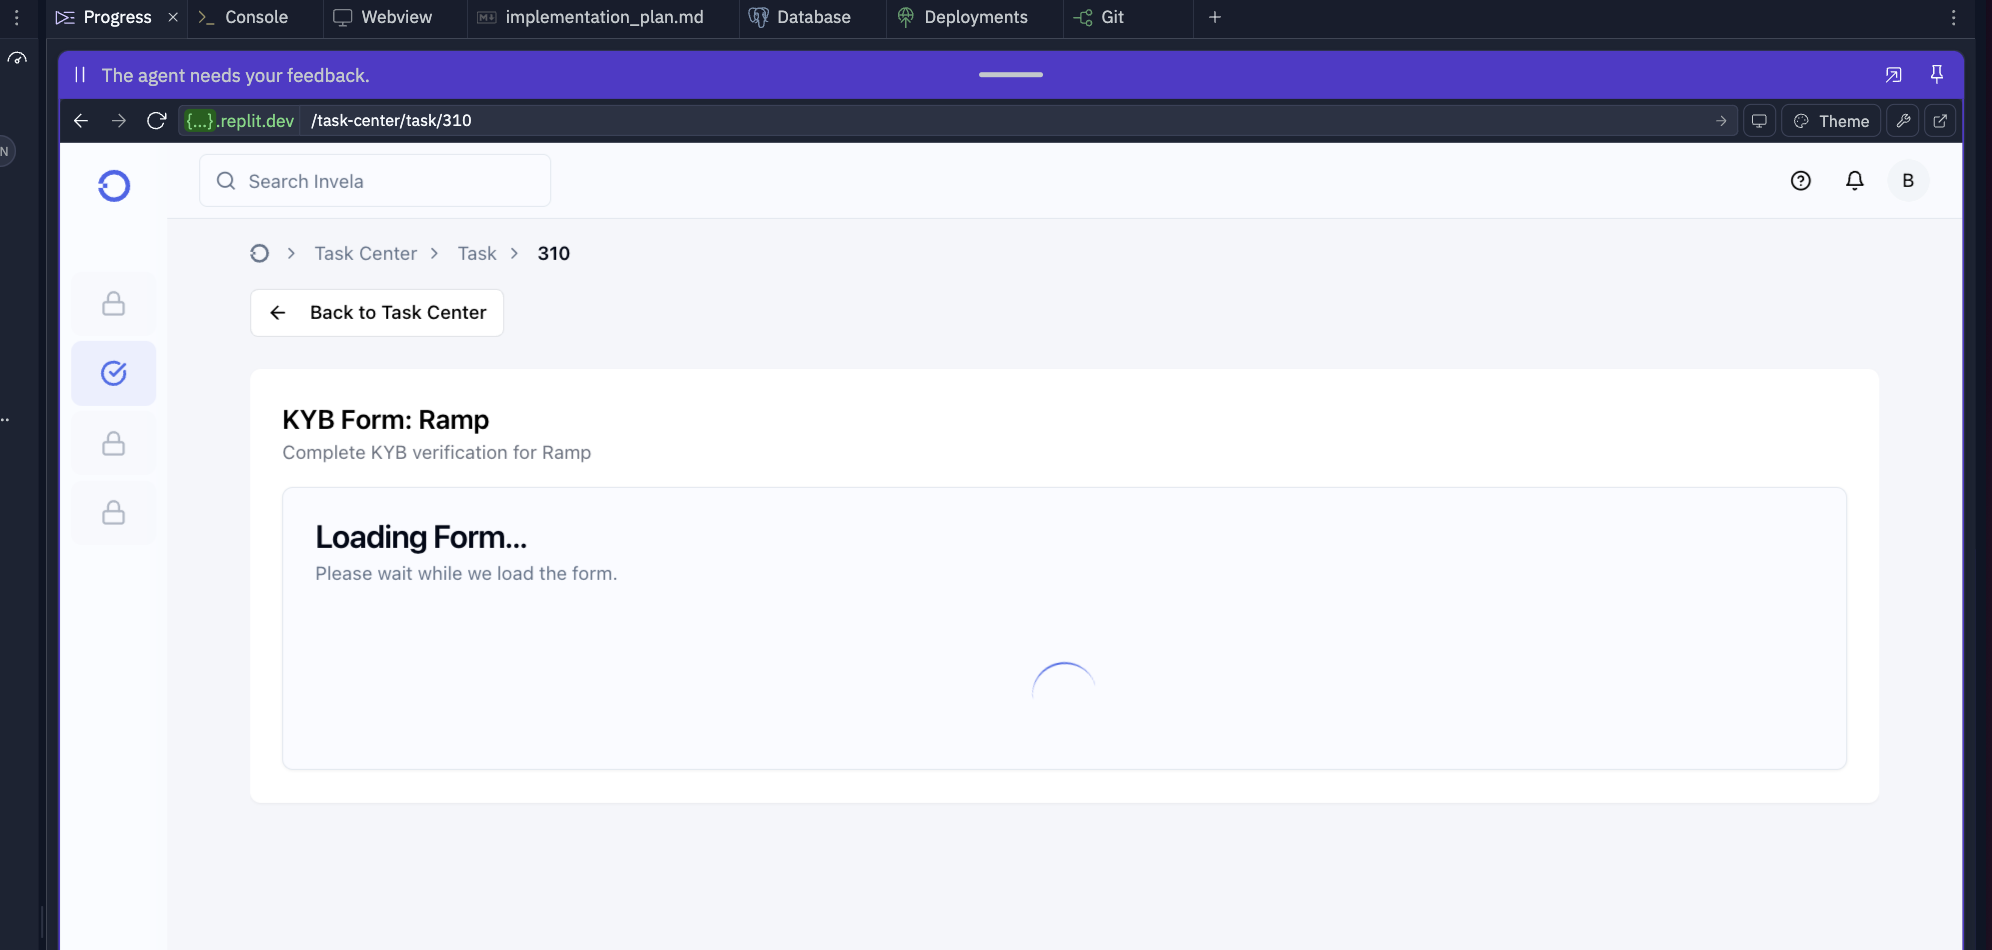 Progress
Console
Webview
implementation_plan.md
Database
Deployments
Git
The agent needs your feedback.
{...}.replit.dev /task-center/task/310
Theme
N
Search Invela
B
Task Center > Task > 310
Back to Task Center
KYB Form: Ramp
Complete KYB verification for Ramp
Loading Form...
Please wait while we load the form.